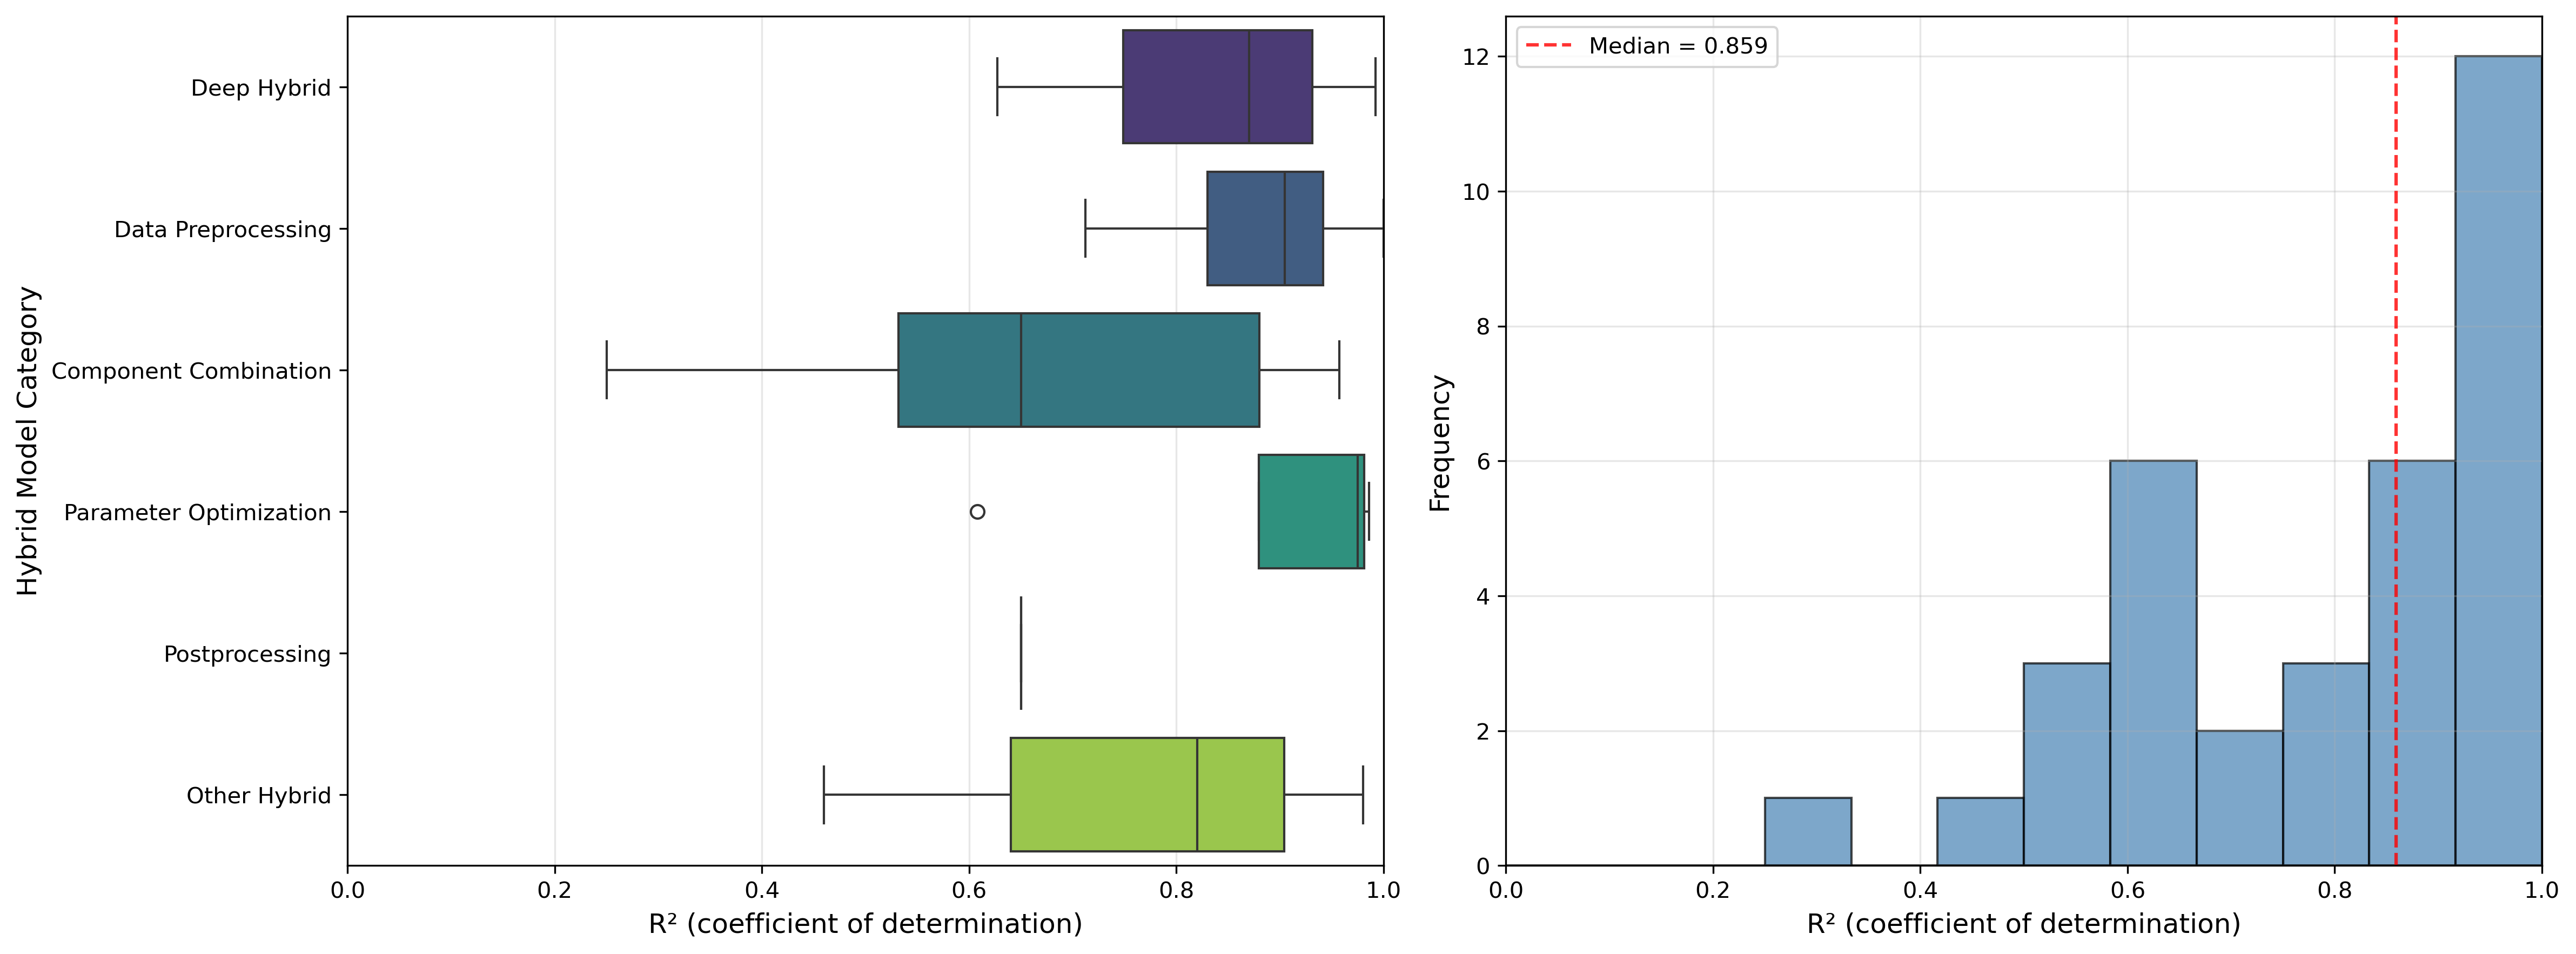 Hybrid Model Category
Deep Hybrid
Data Preprocessing
Component Combination
Parameter Optimization
Postprocessing
Other Hybrid
0.0 0.2 0.4 0.6 0.8 1.0
R² (coefficient of determination)
Median = 0.859
Frequency
12
10
8
6
4
2
0
0.0 0.2 0.4 0.6 0.8 1.0
R² (coefficient of determination)